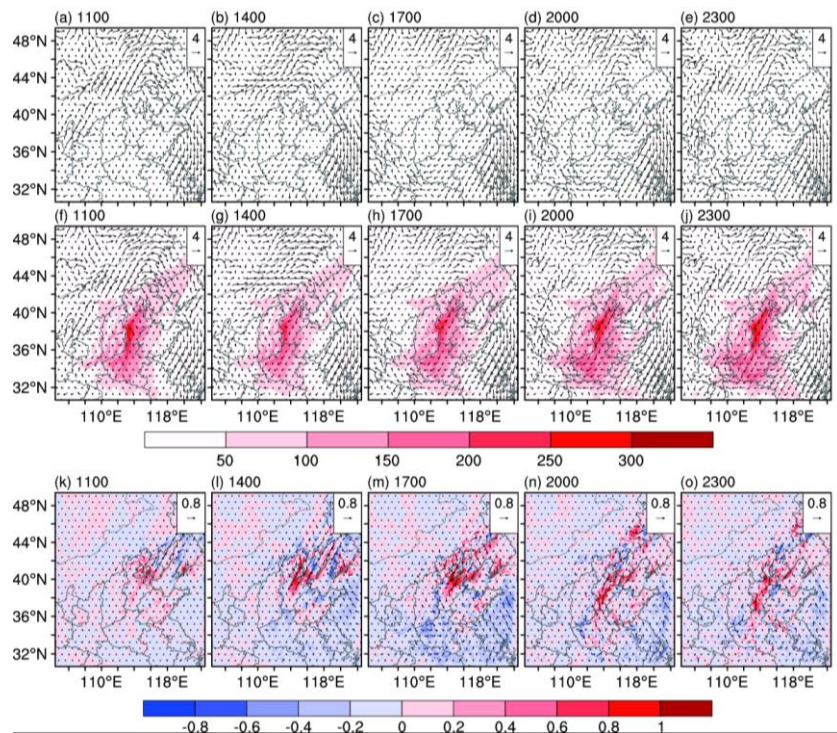 (a) 1100 (b) 1400 (c) 1700 (d) 2000 (e) 2300
48°N 4 4 4 4 4
44°N
40°N
36°N
32°N
(f) 1100 (g) 1400 (h) 1700 (i) 2000 (j) 2300
48°N 4 4 4 4 4
44°N
40°N
36°N
32°N
110°E 118°E 110°E 118°E 110°E 118°E 110°E 118°E 110°E 118°E
50 100 150 200 250 300
(k) 1100 (l) 1400 (m) 1700 (n) 2000 (o) 2300
48°N 0.8 0.8 0.8 0.8 0.8
44°N
40°N
36°N
32°N
110°E 118°E 110°E 118°E 110°E 118°E 110°E 118°E 110°E 118°E
-0.8 -0.6 -0.4 -0.2 0 0.2 0.4 0.6 0.8 1